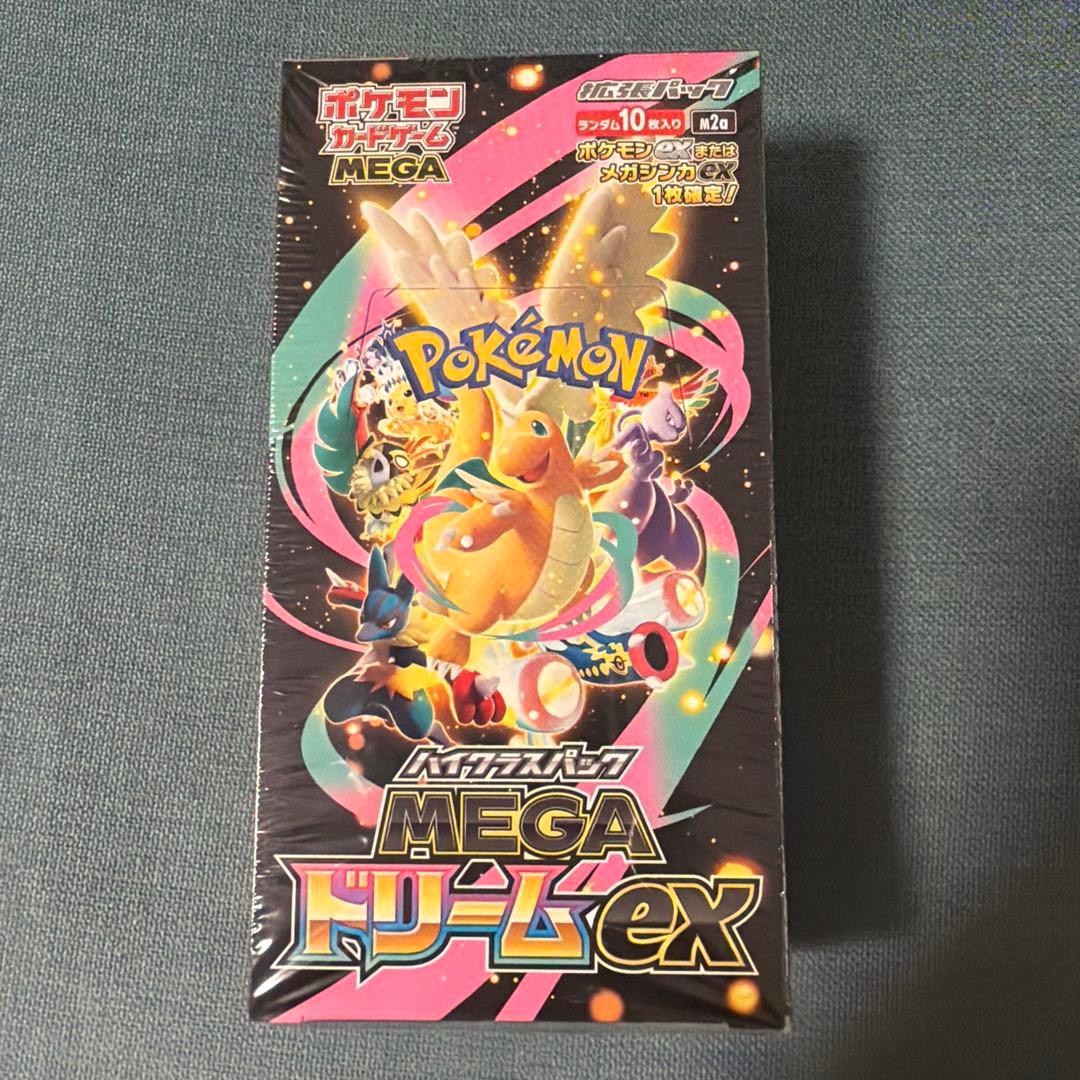 ポケモン
カードゲーム™
MEGA
拡張パック
ランダム10枚入り M2a
ポケモンexまたは
メガシンカex
1枚確定!
POKÉMON™
ハイクラスパック
MEGA
ドリームex